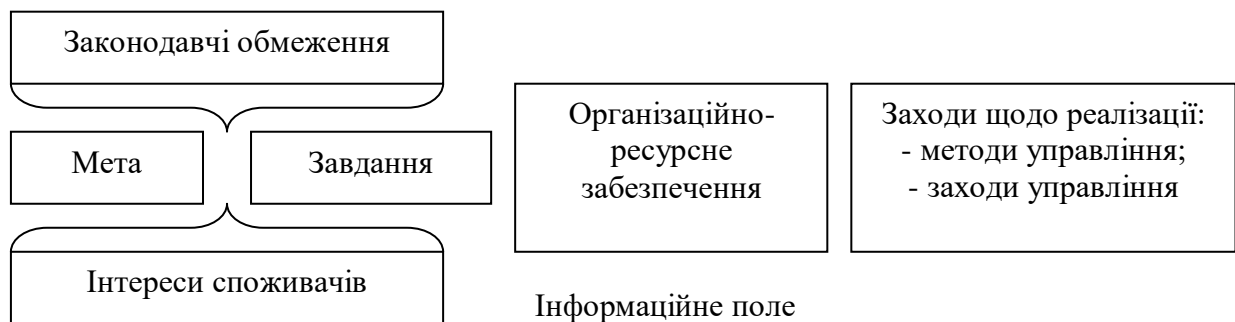 Законодавчі обмеження
Мета
Завдання
Інтереси споживачів
Організаційно-
ресурсне
забезпечення
Заходи щодо реалізації:
- методи управління;
- заходи управління
Інформаційне поле